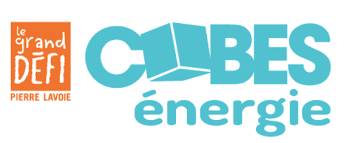 le
grand
DÉFI
PIERRE LAVOIE
CUBES
énergie